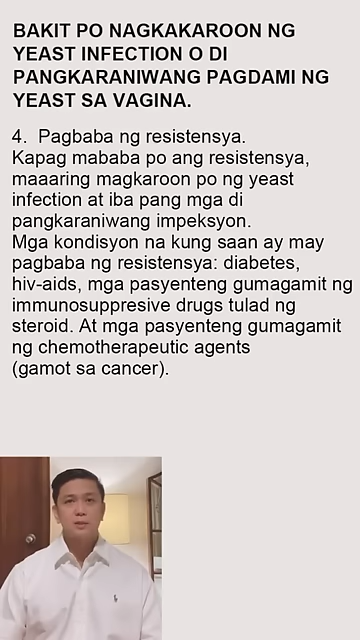 BAKIT PO NAGKAKAROON NG
YEAST INFECTION O DI
PANGKARANIWANG PAGDAMI NG
YEAST SA VAGINA.
4. Pagbaba ng resistensya.
Kapag mababa po ang resistensya,
maaaring magkaroon po ng yeast
infection at iba pang mga di
pangkaraniwang impeksyon.
Mga kondisyon na kung saan ay may
pagbaba ng resistensya: diabetes,
hiv-aids, mga pasyenteng gumagamit ng
immunosuppresive drugs tulad ng
steroid. At mga pasyenteng gumagamit
ng chemotherapeutic agents
(gamot sa cancer).